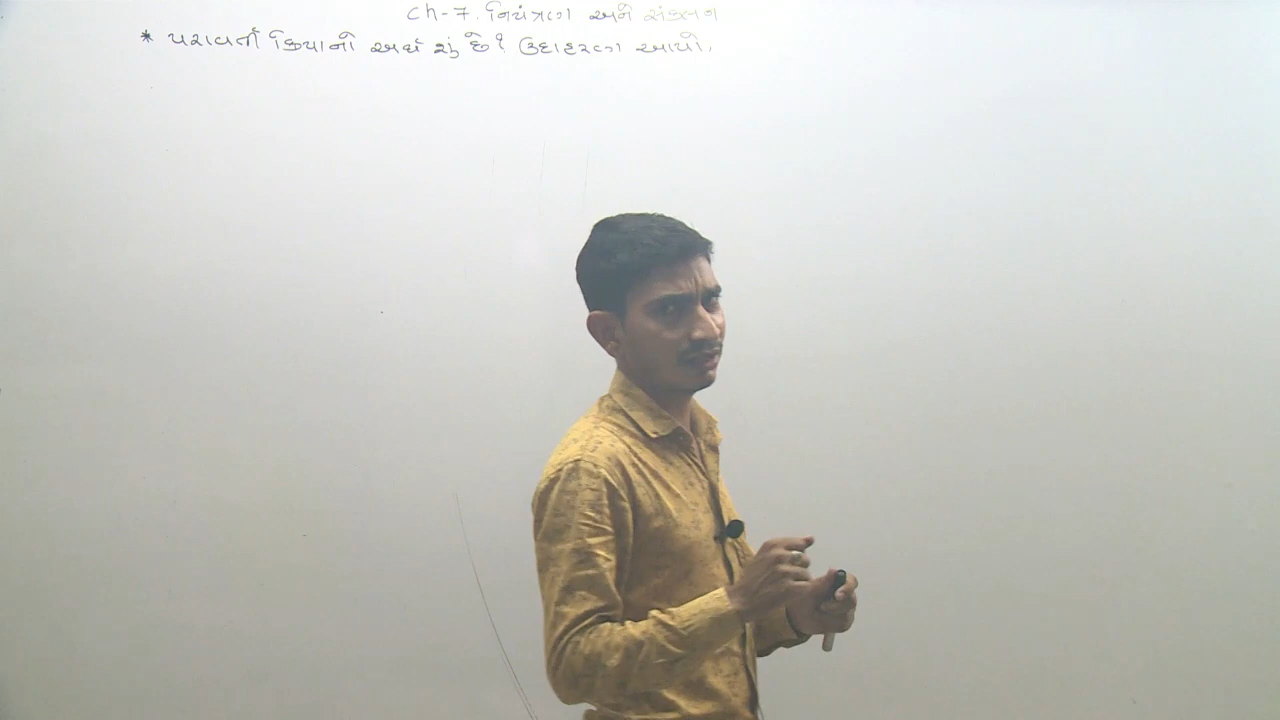 ch-7. નિયંત્રણ અને સંકલન
* પરાવર્તી ક્રિયાનો અર્થ શું છે? ઉદાહરણ આપો.